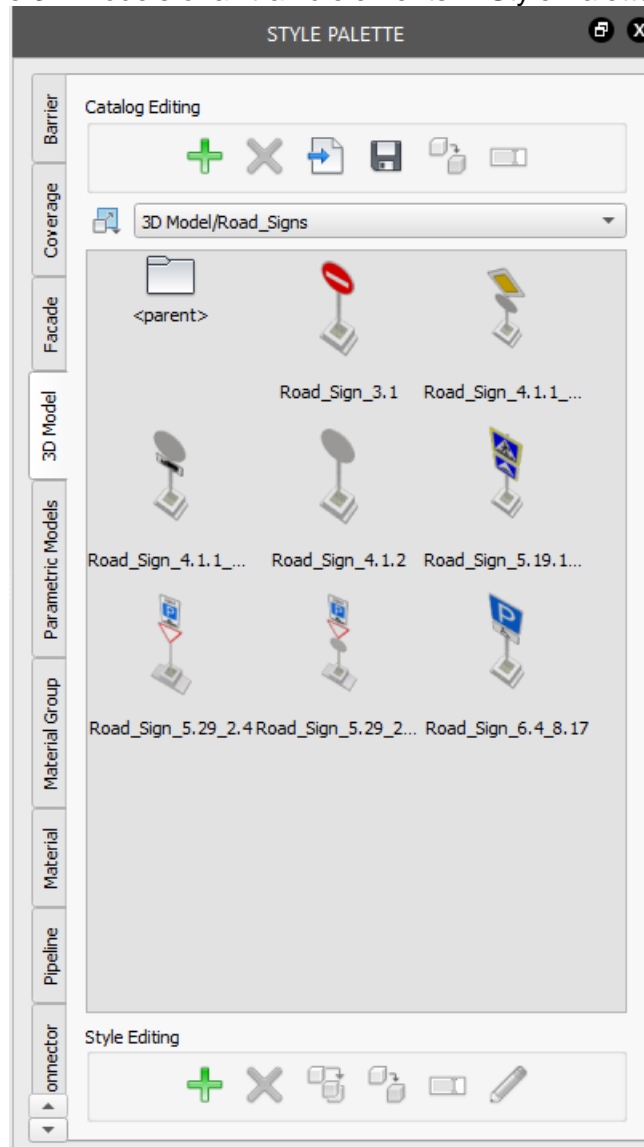 STYLE PALETTE
Barrier
Coverage
Facade
3D Model
Parametric Models
Material Group
Material
Pipeline
onnector
Catalog Editing
3D Model/Road_Signs
<parent>
Road_Sign_3.1
Road_Sign_4.1.1_...
Road_Sign_4.1.1_...
Road_Sign_4.1.2
Road_Sign_5.19.1...
Road_Sign_5.29_2.4
Road_Sign_5.29_2...
Road_Sign_6.4_8.17
Style Editing